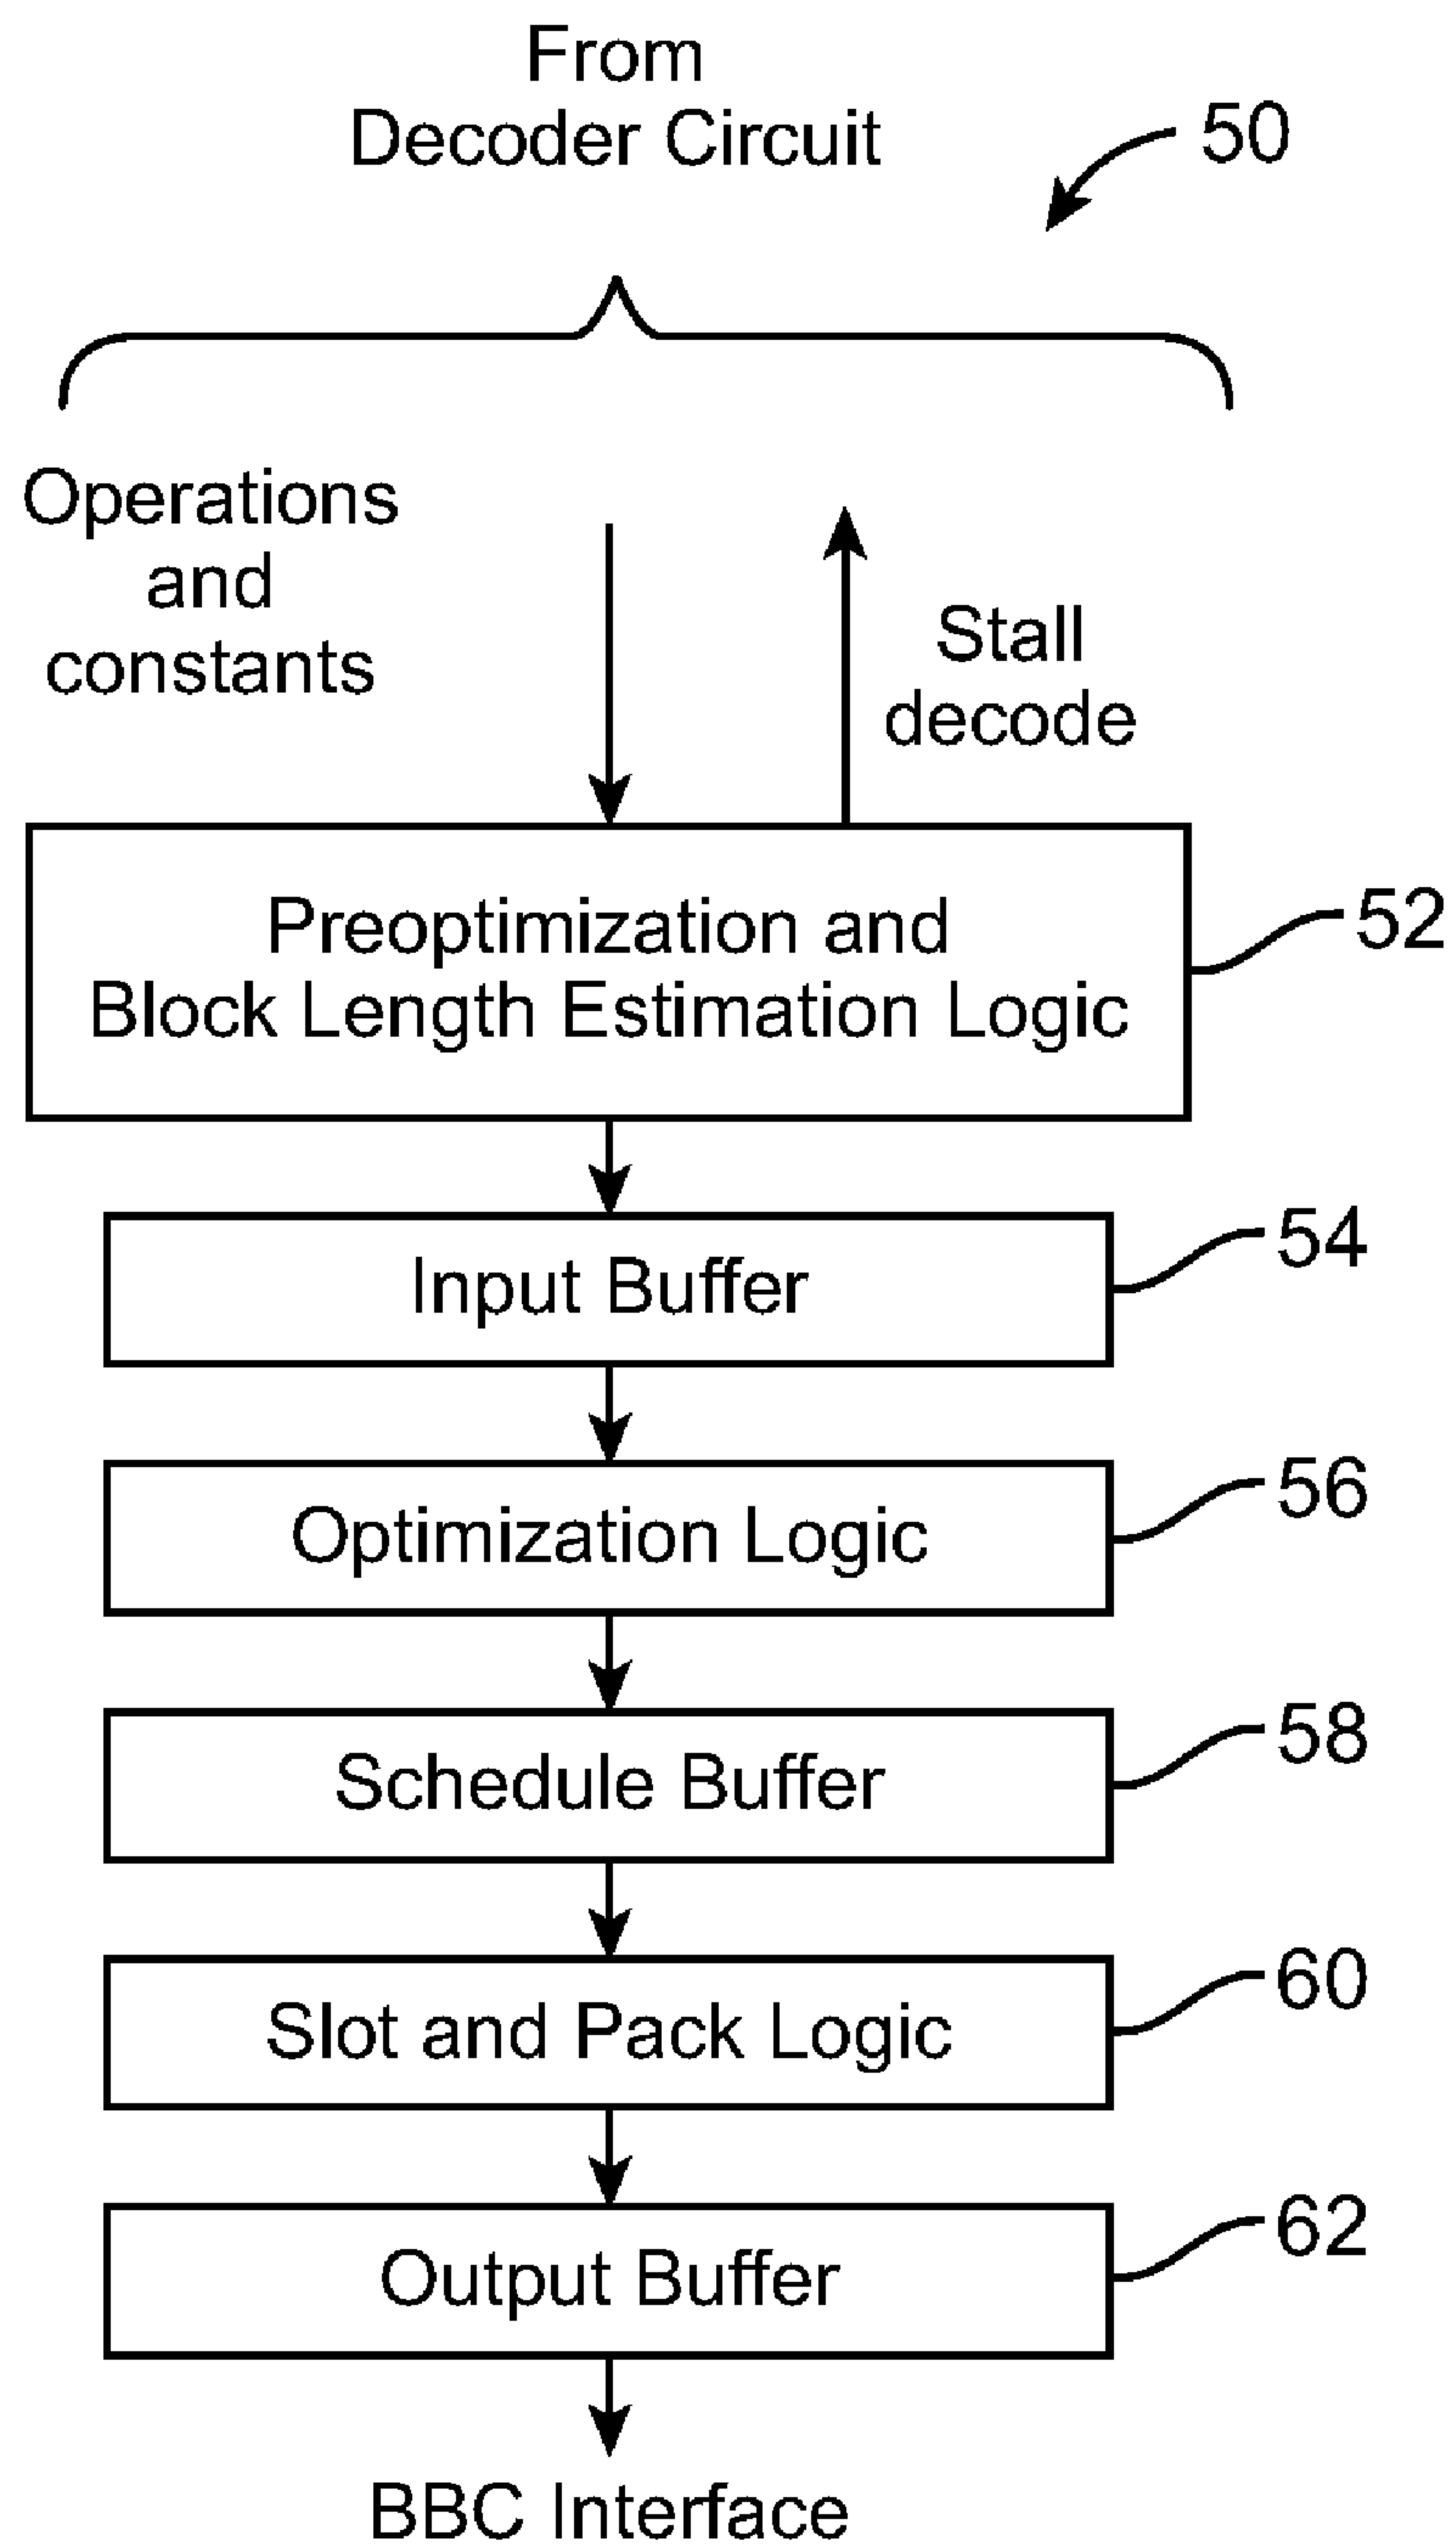 From
Decoder Circuit
50
Operations
and
constants
Stall
decode
Preoptimization and
Block Length Estimation Logic
52
Input Buffer
54
Optimization Logic
56
Schedule Buffer
58
Slot and Pack Logic
60
Output Buffer
62
BBC Interface